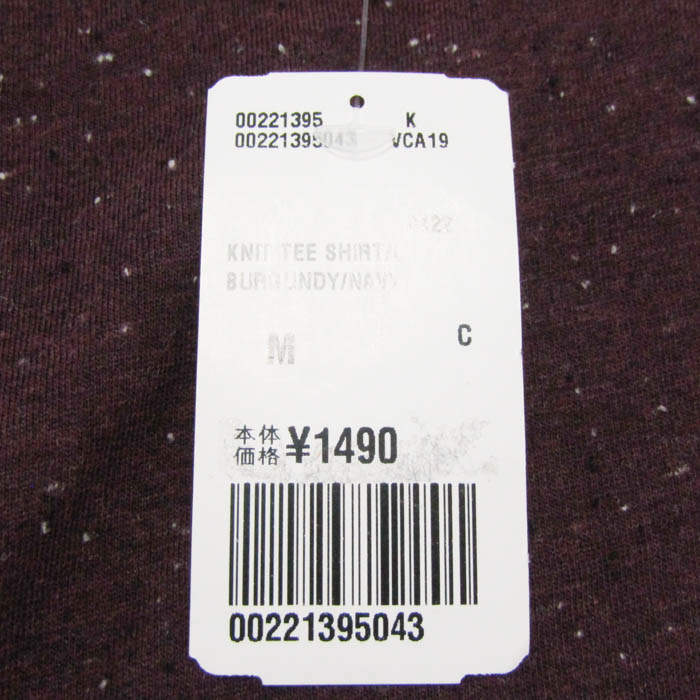 00221395 K
00221395043 VCA19
KNIT TEE SHIRT/
BURGUNDY/NAVY
M
C
本体
価格 ¥1490
00221395043